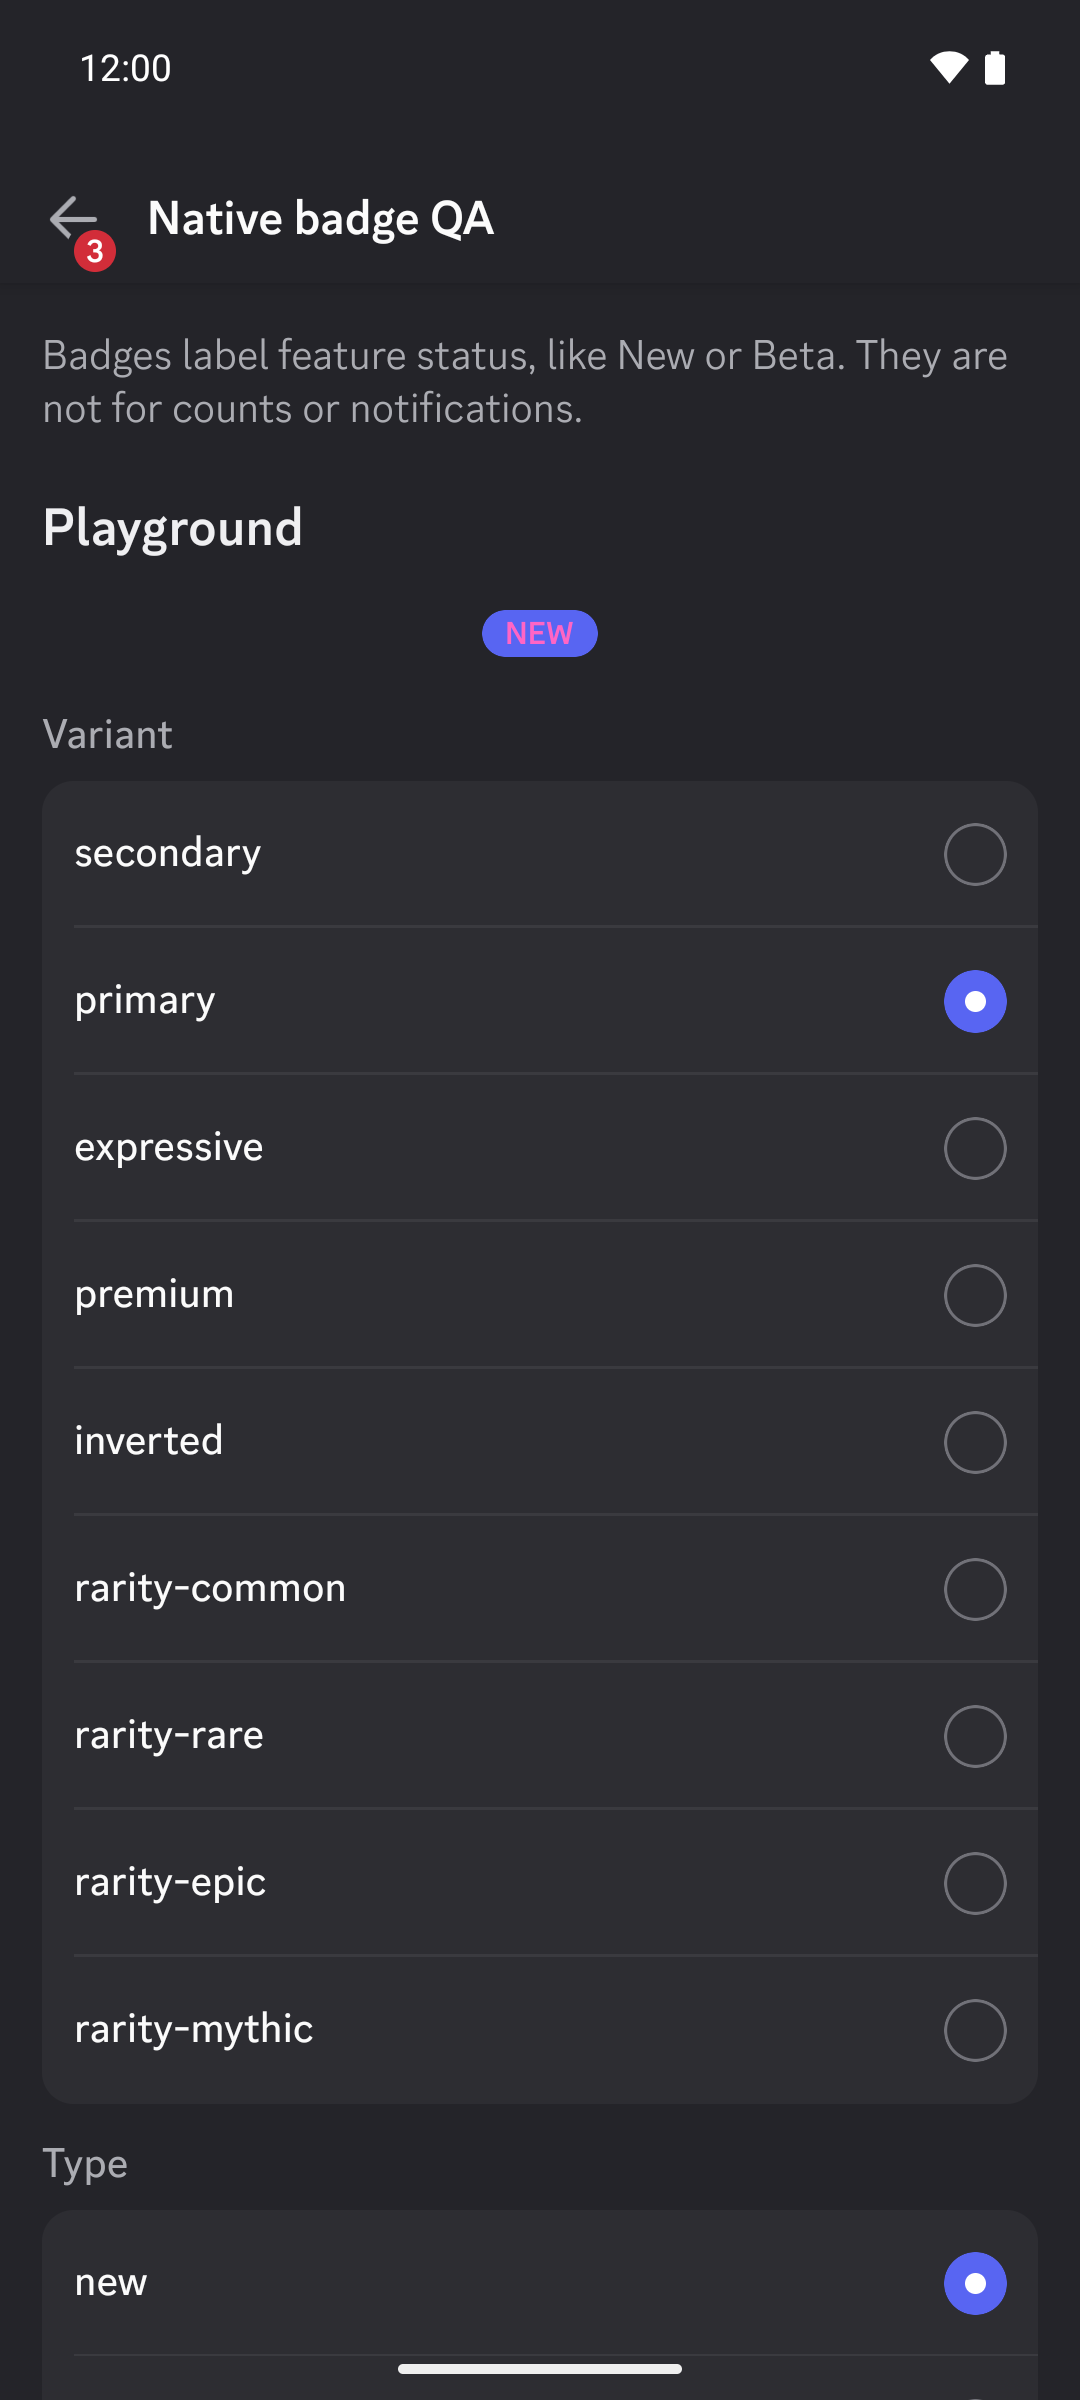 12:00
3
Native badge QA
Badges label feature status, like New or Beta. They are
not for counts or notifications.
Playground
NEW
Variant
secondary
primary
expressive
premium
inverted
rarity-common
rarity-rare
rarity-epic
rarity-mythic
Type
new